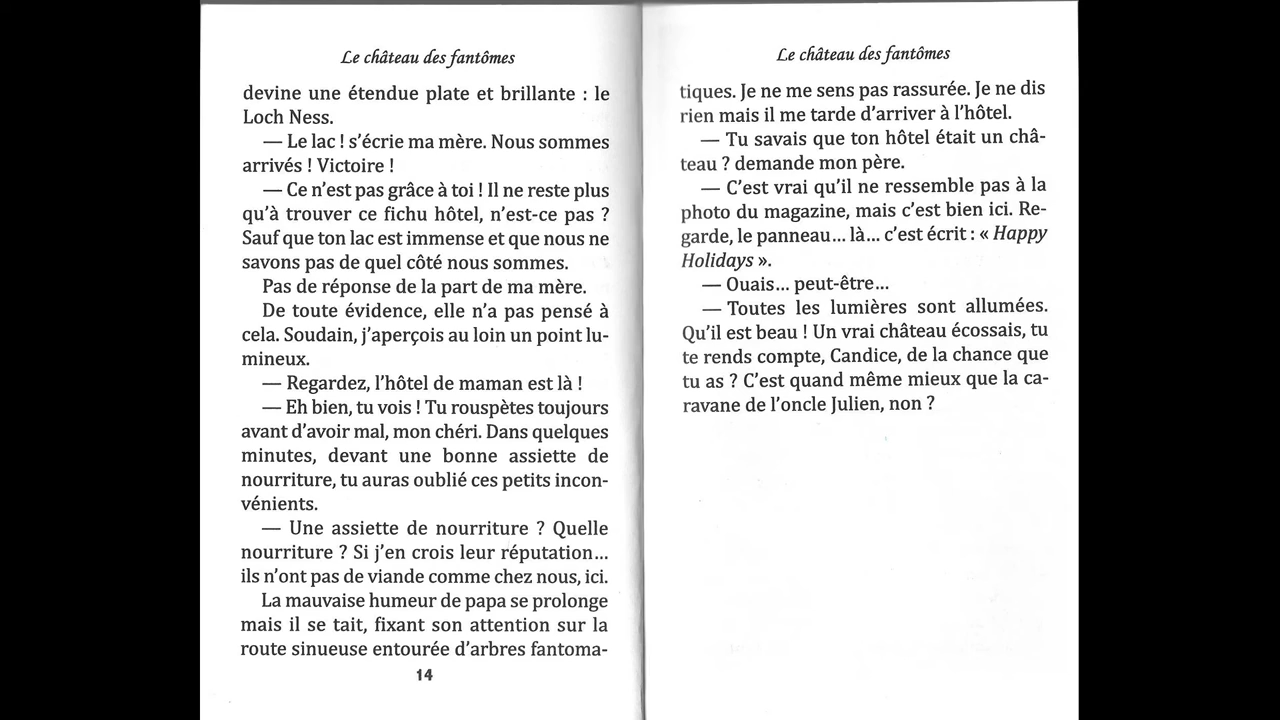 Le château des fantômes
devine une étendue plate et brillante : le
Loch Ness.
— Le lac ! s'écrie ma mère. Nous sommes
arrivés ! Victoire !
— Ce n'est pas grâce à toi ! Il ne reste plus
qu'à trouver ce fichu hôtel, n'est-ce pas ?
Sauf que ton lac est immense et que nous ne
savons pas de quel côté nous sommes.
Pas de réponse de la part de ma mère.
De toute évidence, elle n'a pas pensé à
cela. Soudain, j'aperçois au loin un point lu-
mineux.
— Regardez, l'hôtel de maman est là !
— Eh bien, tu vois ! Tu rouspètes toujours
avant d'avoir mal, mon chéri. Dans quelques
minutes, devant une bonne assiette de
nourriture, tu auras oublié ces petits incon-
vénients.
— Une assiette de nourriture ? Quelle
nourriture ? Si j'en crois leur réputation...
ils n'ont pas de viande comme chez nous, ici.
La mauvaise humeur de papa se prolonge
mais il se tait, fixant son attention sur la
route sinueuse entourée d'arbres fantoma-
14
Le château des fantômes
tiques. Je ne me sens pas rassurée. Je ne dis
rien mais il me tarde d'arriver à l'hôtel.
— Tu savais que ton hôtel était un châ-
teau ? demande mon père.
— C'est vrai qu'il ne ressemble pas à la
photo du magazine, mais c'est bien ici. Re-
garde, le panneau... là... c'est écrit : « Happy
Holidays ».
— Ouais... peut-être...
— Toutes les lumières sont allumées.
Qu'il est beau ! Un vrai château écossais, tu
te rends compte, Candice, de la chance que
tu as ? C'est quand même mieux que la ca-
ravane de l'oncle Julien, non ?